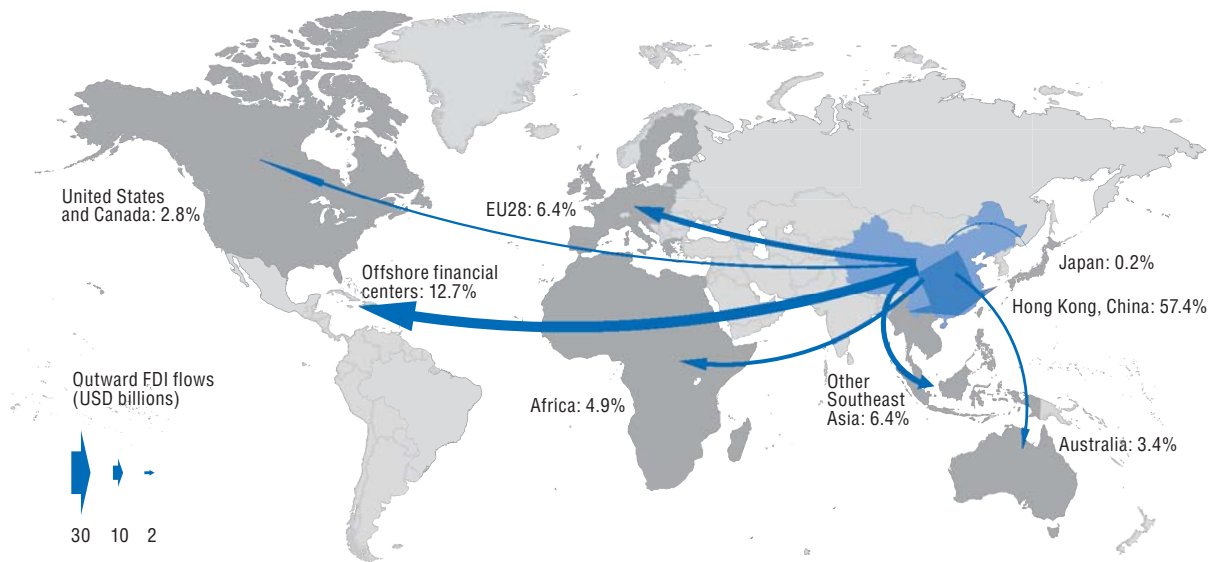 United States
and Canada: 2.8%
EU28: 6.4%
Offshore financial
centers: 12.7%
Japan: 0.2%
Hong Kong, China: 57.4%
Africa: 4.9%
Other
Southeast
Asia: 6.4%
Australia: 3.4%
Outward FDI flows
(USD billions)
30 10 2